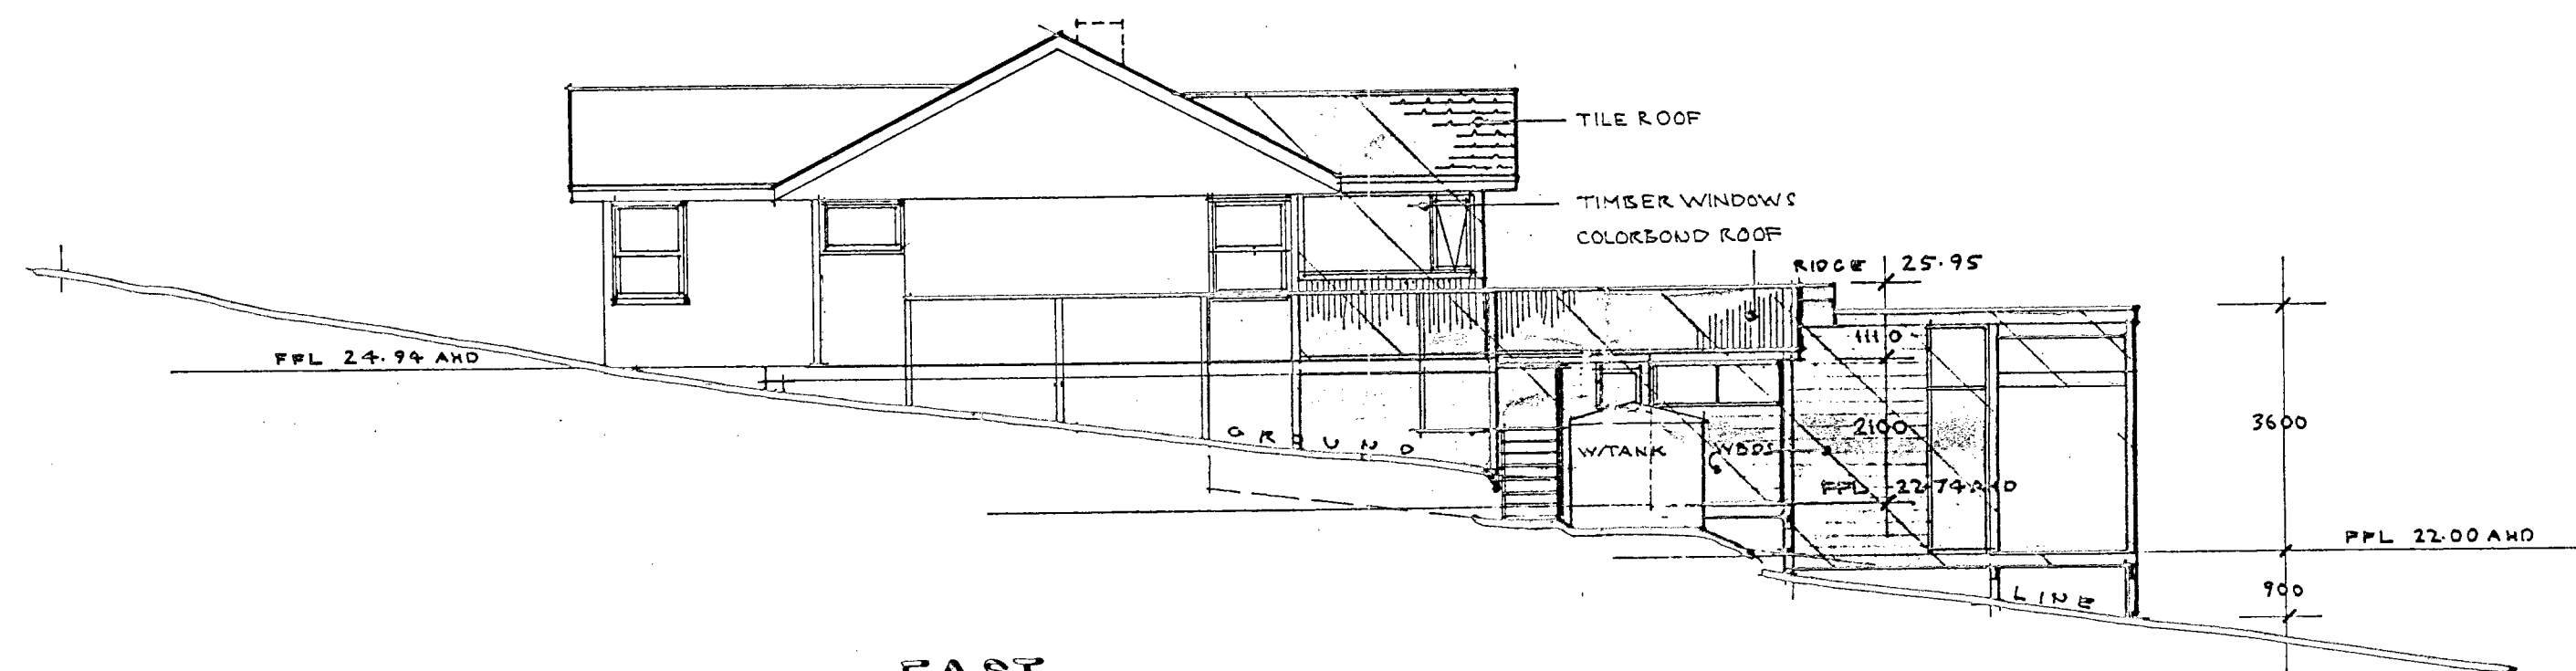 TILE ROOF
TIMBER WINDOWS
COLORBOND ROOF
RIDGE 25.95
1110
FFL 24.94 AHD
3600
2100
GROUND
W/TANK
WBDS
FFL 22.74 AHD
FFL 22.00 AHD
900
LINE
EAST